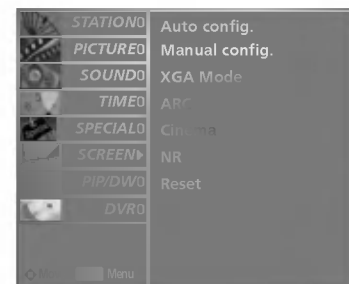 STATION
PICTURE
SOUND
TIME
SPECIAL
SCREEN
PIP/DW
DVR
Auto config.
Manual config.
XGA Mode
ARC
Cinema
NR
Reset
Menu